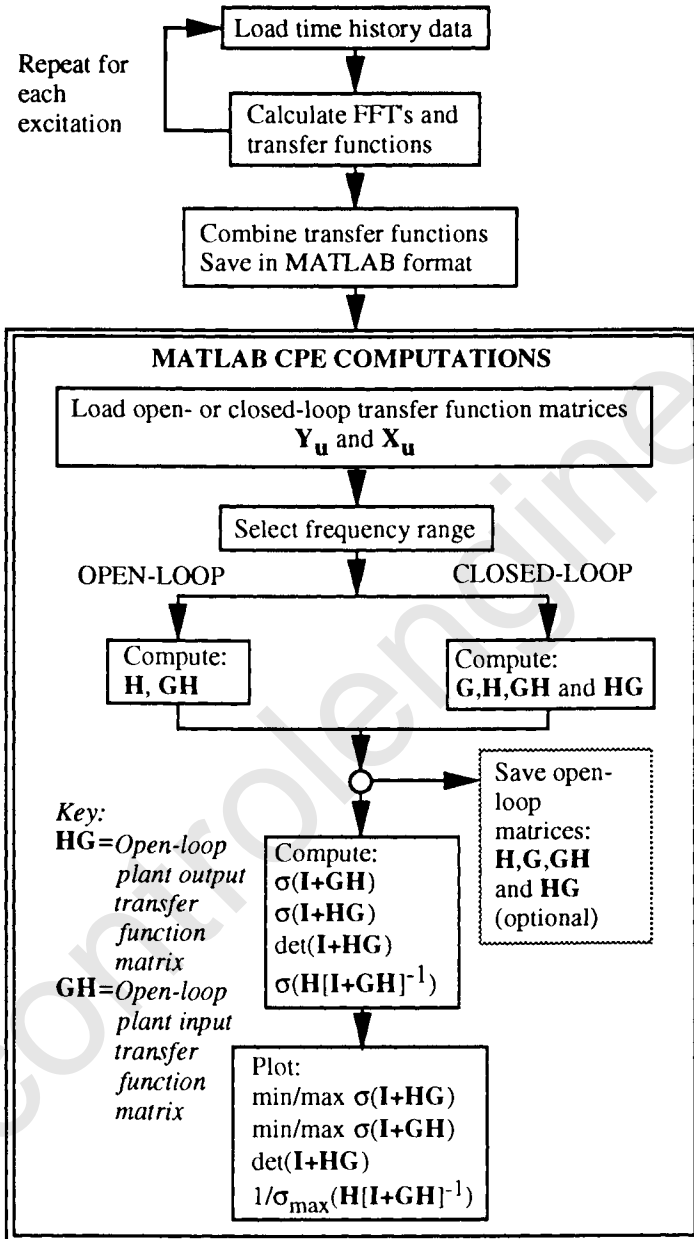 Load time history data
Repeat for
each
excitation
Calculate FFT's and
transfer functions
Combine transfer functions
Save in MATLAB format
MATLAB CPE COMPUTATIONS
Load open- or closed-loop transfer function matrices
Yu and Xu
Select frequency range
OPEN-LOOP
CLOSED-LOOP
Compute:
H, GH
Compute:
G,H,GH and HG
Save open-
loop
matrices:
H,G,GH
and HG
(optional)
Key:
HG=Open-loop
plant output
transfer
function
matrix
GH=Open-loop
plant input
transfer
function
matrix
Compute:
σ(I+GH)
σ(I+HG)
det(I+HG)
σ(H[I+GH]⁻¹)
Plot:
min/max σ(I+HG)
min/max σ(I+GH)
det(I+HG)
1/σmax(H[I+GH]⁻¹)
controlengine